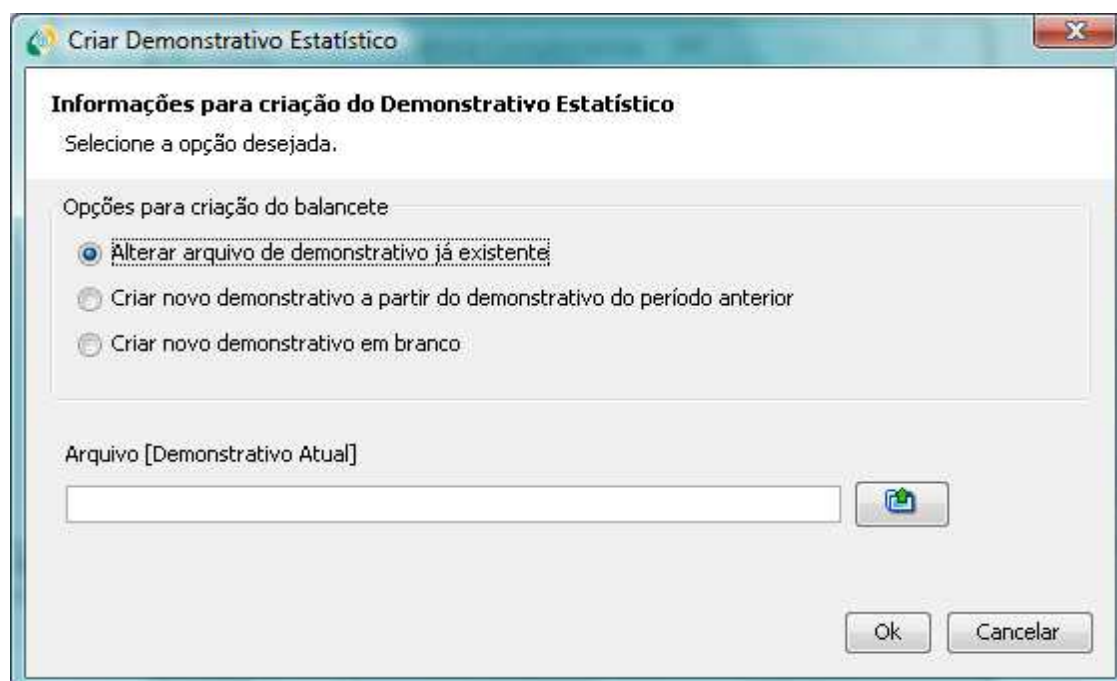 Criar Demonstrativo Estatístico
Informações para criação do Demonstrativo Estatístico
Selecione a opção desejada.
Opções para criação do balancete
Alterar arquivo de demonstrativo já existente
Criar novo demonstrativo a partir do demonstrativo do período anterior
Criar novo demonstrativo em branco
Arquivo [Demonstrativo Atual]
Ok
Cancelar